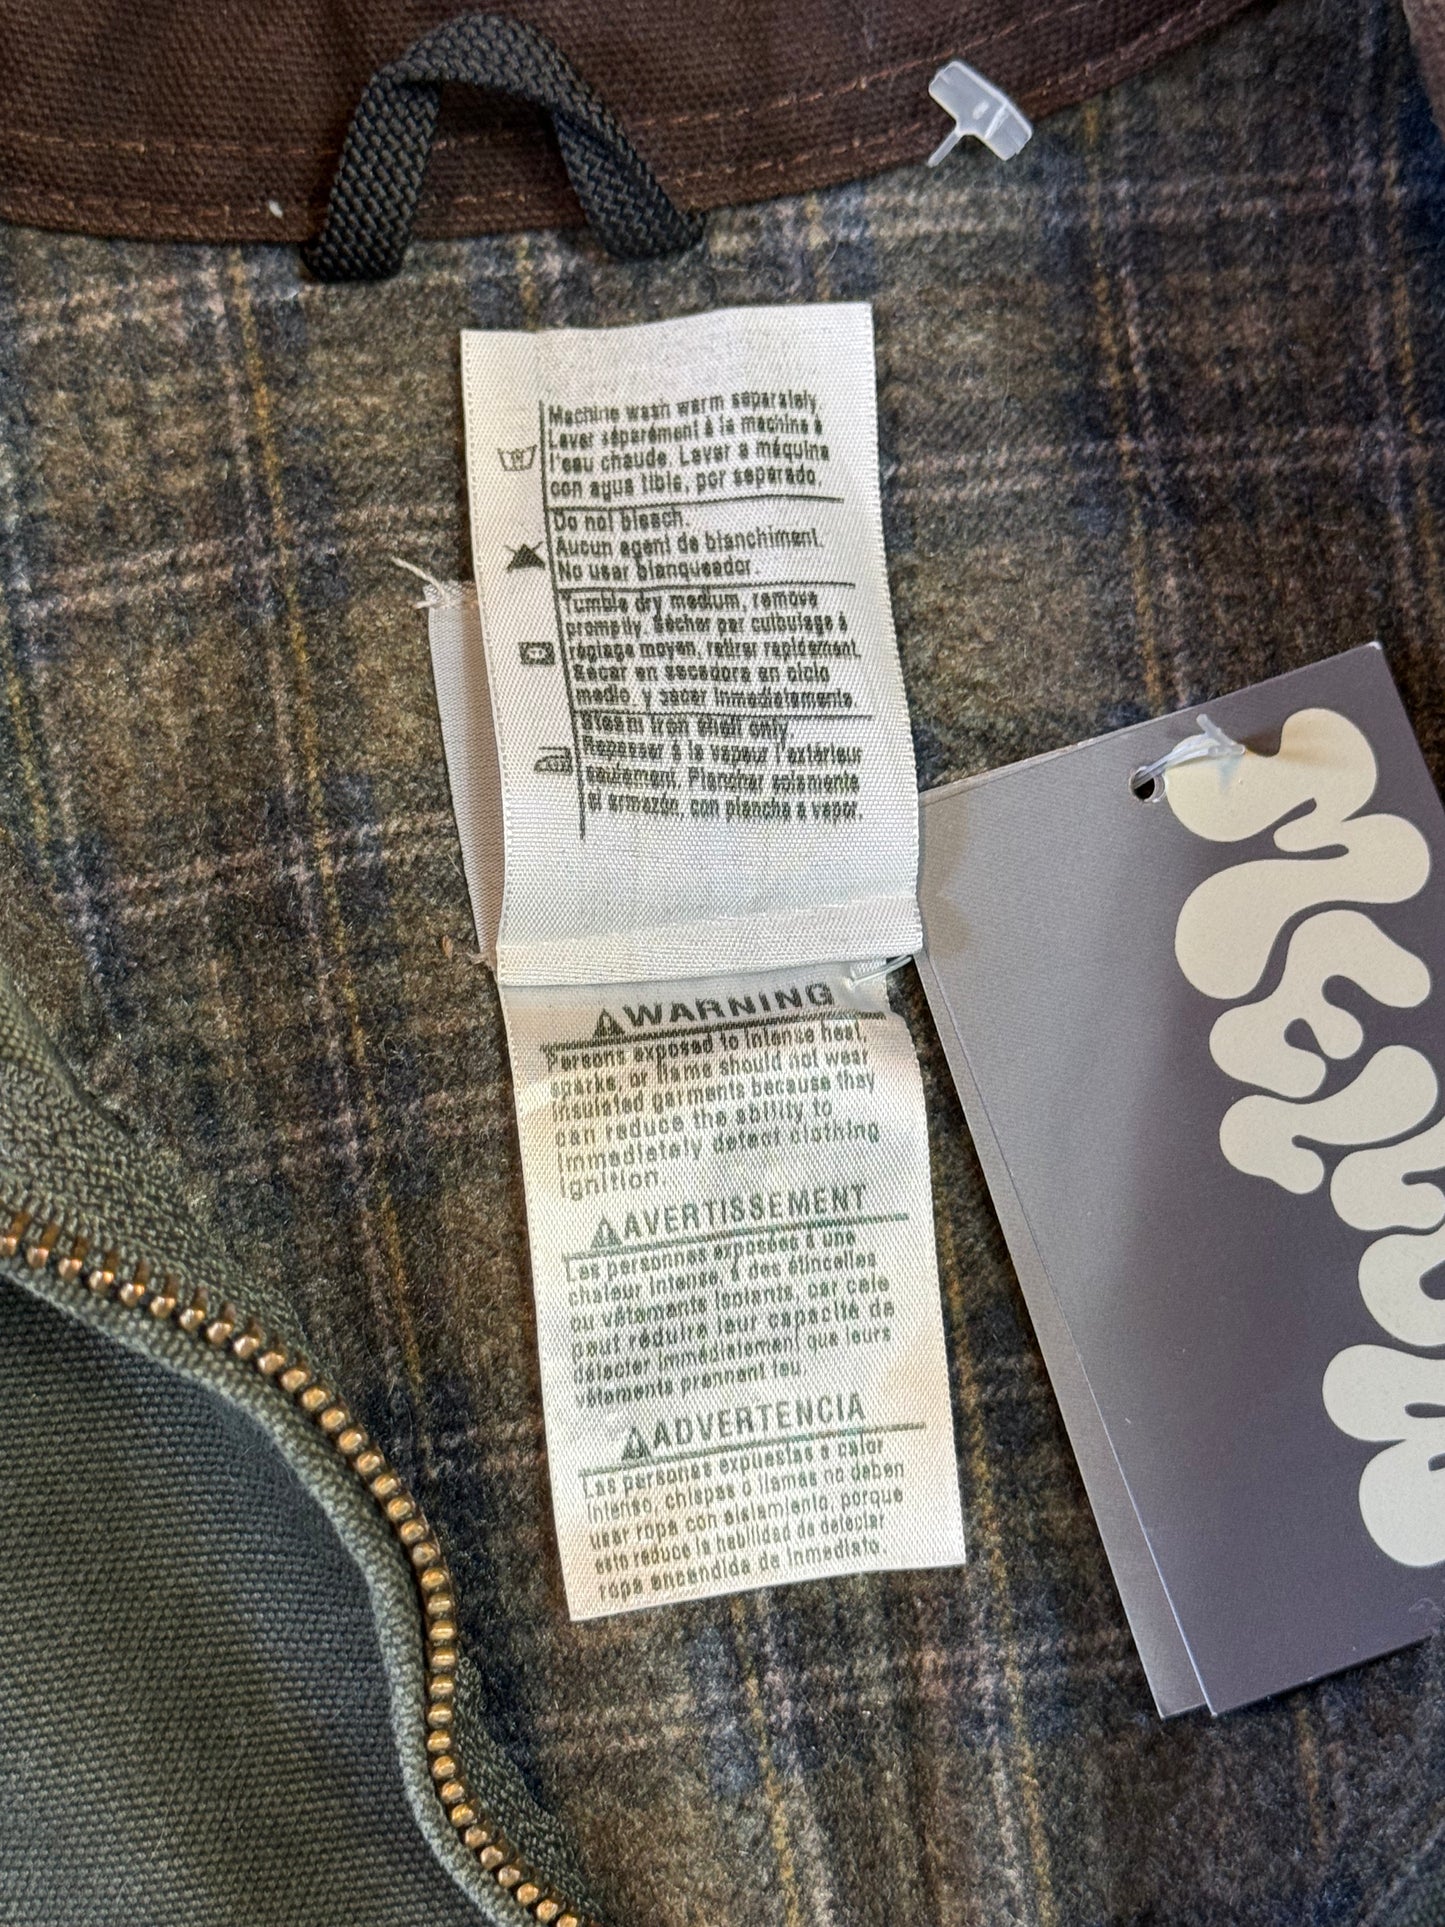 Machine wash warm separately
Laver séparément à la machine à
l'eau chaude. Lavar a máquina
con agua tibia, por separado.
Do not bleach.
Aucun agent de blanchiment.
No usar blanqueador.
Tumble dry medium, remove
promptly. Sécher par culbutage à
réglage moyen, retirer rapidement.
Secar en secadora en ciclo
medio, y sacar inmediatamente.
Steam iron shell only
Repasser à la vapeur l'extérieur
seulement. Planchar solamente
el armazón, con plancha a vapor.
WARNING
Persons exposed to intense heat,
sparks, or flame should not wear
insulated garments because they
can reduce the ability to
immediately detect clothing
ignition.
AVERTISSEMENT
Les personnes exposées à une
chaleur intense, à des étincelles
ou vêtements isolants, car cela
peut réduire leur capacité de
détecter immédiatement que leurs
vêtements prennent feu.
ADVERTENCIA
Las personas expuestas a calor
intenso, chispas o llamas no deben
usar ropa con aislamiento, porque
esto reduce la habilidad de detectar
ropa encendida de inmediato.